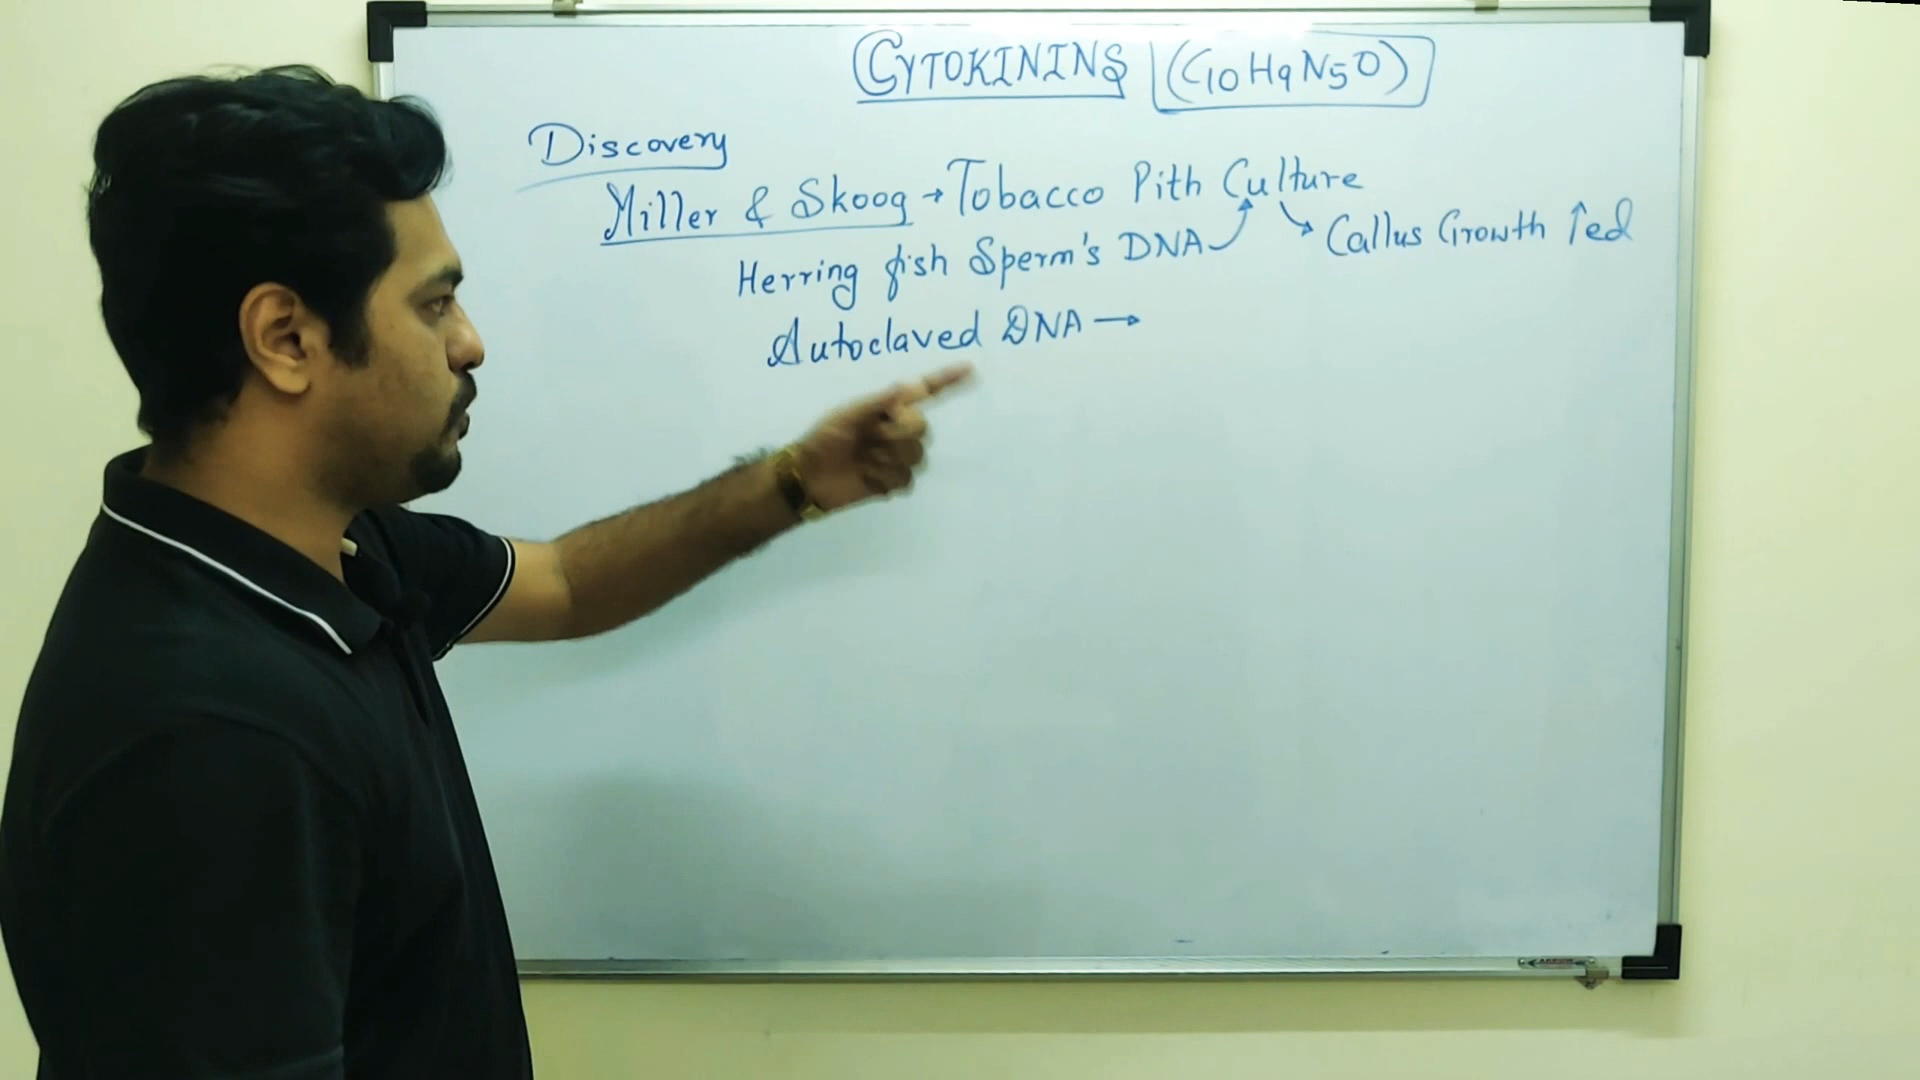 CYTOKININS (C10H9N5O)
Discovery
Miller & Skoog → Tobacco Pith Culture
Callus Growth ↑ed
Herring fish Sperm's DNA
Autoclaved DNA →